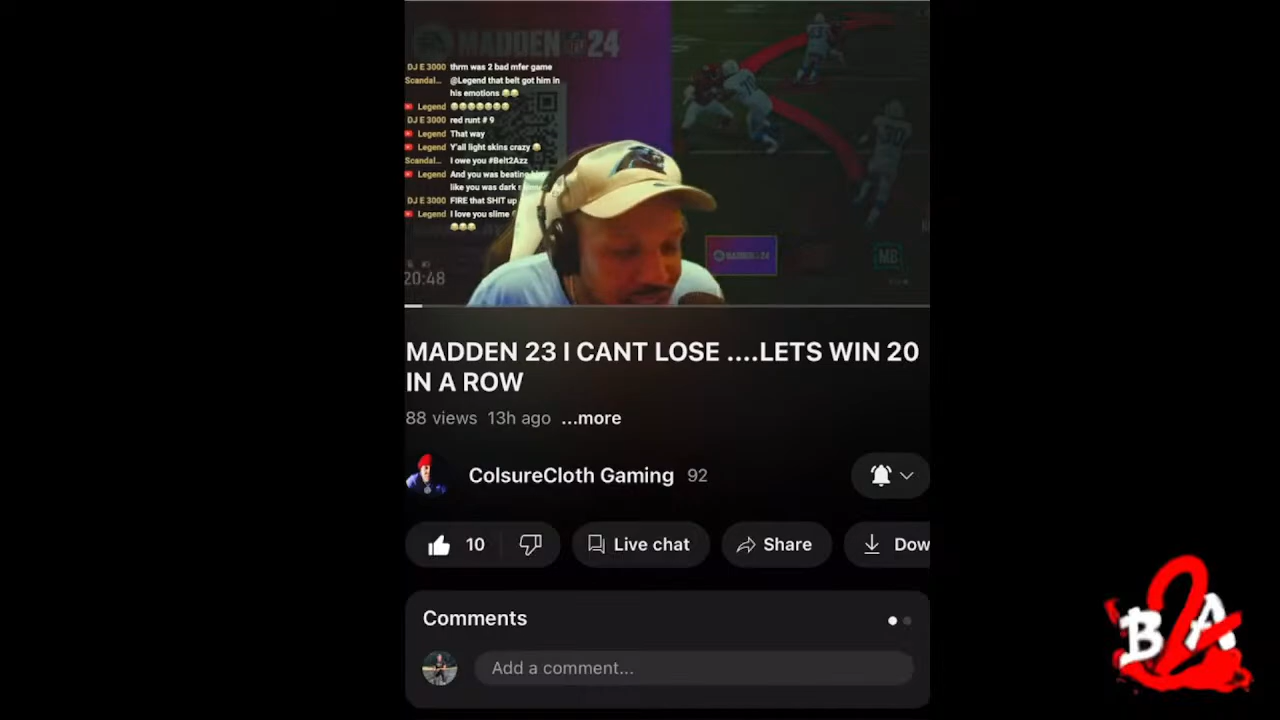 MADDEN 24
DJ E 3000 thrm was 2 bad mfer game
Scandal... @Legend that belt got him in
his emotions 😂😂
Legend 😂😂😂😂😂😂😂
DJ E 3000 red runt # 9
Legend That way
Legend Y'all light skins crazy 😂
Scandal... I owe you #Belt2Azz
Legend And you was beating
like you was dark
DJ E 3000 FIRE that SHIT up
Legend I love you slime
😂😂😂
20:48
MADDEN 24
MB
MADDEN 23 I CANT LOSE ....LETS WIN 20
IN A ROW
88 views 13h ago ...more
ColsureCloth Gaming 92
10
Live chat
Share
Dow
Comments
Add a comment...
B2A